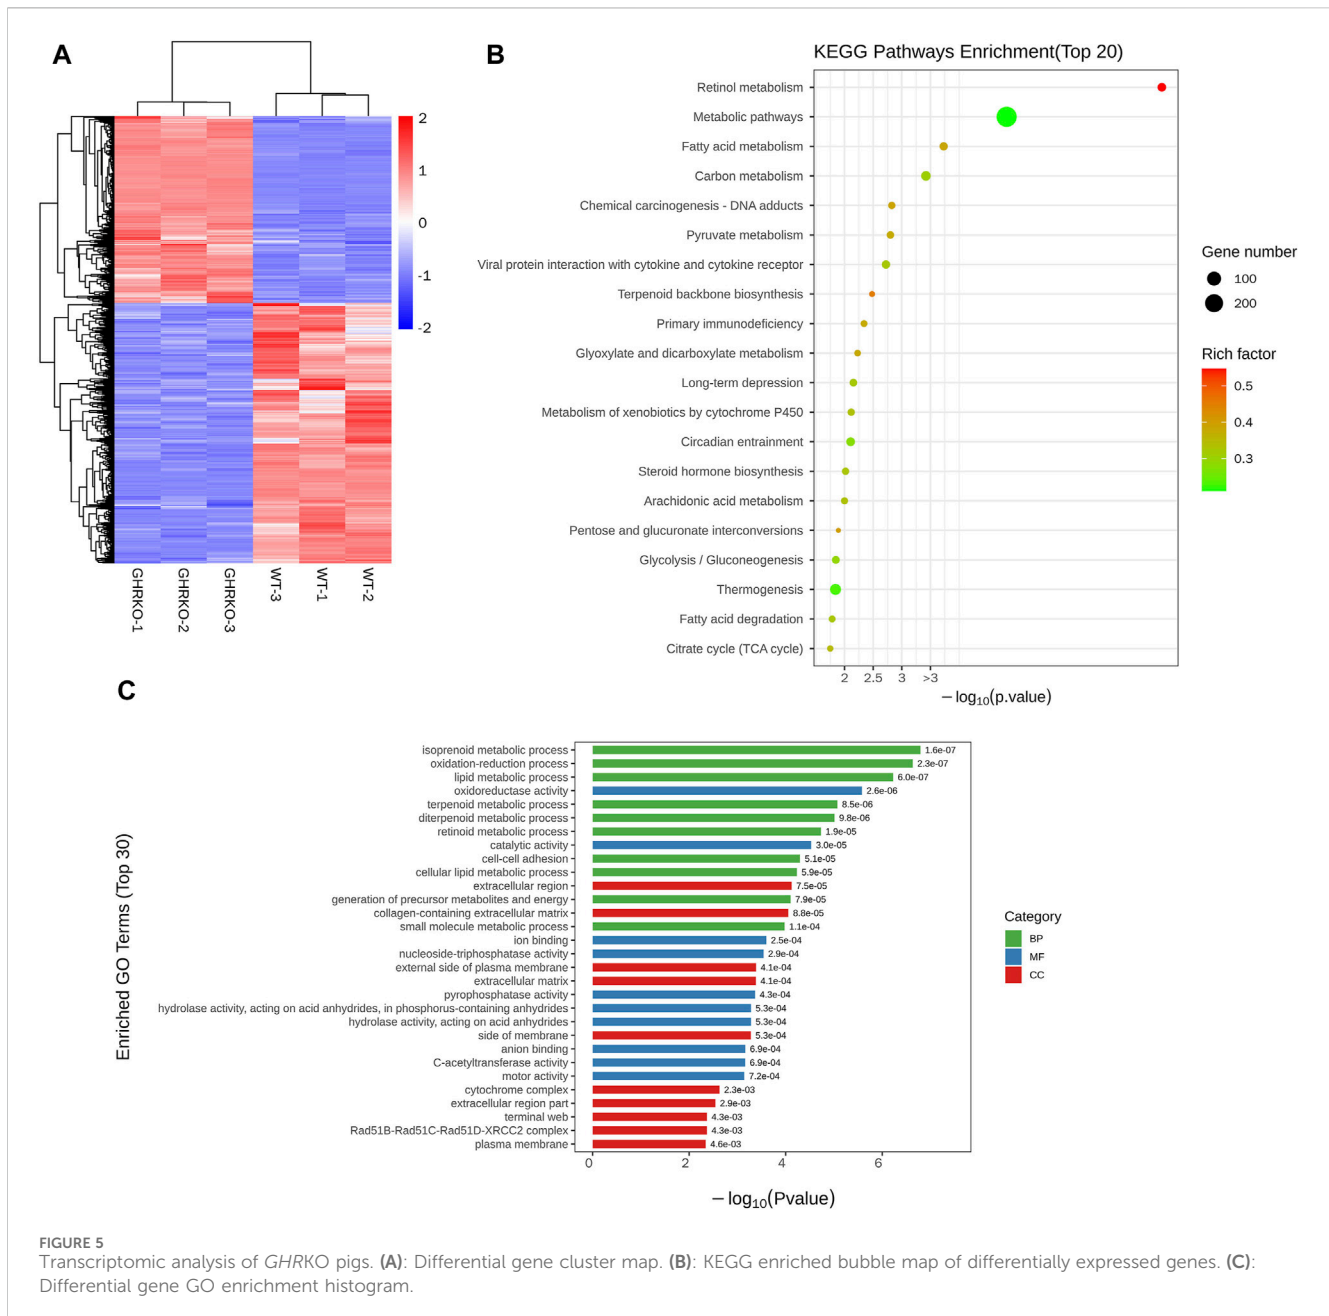 A
2
1
0
-1
-2
GHRKO-1
GHRKO-2
GHRKO-3
WT-3
WT-1
WT-2
B
KEGG Pathways Enrichment(Top 20)
Retinol metabolism
Metabolic pathways
Fatty acid metabolism
Carbon metabolism
Chemical carcinogenesis - DNA adducts
Pyruvate metabolism
Viral protein interaction with cytokine and cytokine receptor
Terpenoid backbone biosynthesis
Primary immunodeficiency
Glyoxylate and dicarboxylate metabolism
Long-term depression
Metabolism of xenobiotics by cytochrome P450
Circadian entrainment
Steroid hormone biosynthesis
Arachidonic acid metabolism
Pentose and glucuronate interconversions
Glycolysis / Gluconeogenesis
Thermogenesis
Fatty acid degradation
Citrate cycle (TCA cycle)
2 2.5 3 >3
−log₁₀(p.value)
Gene number
100
200
Rich factor
0.5
0.4
0.3
C
Enriched GO Terms (Top 30)
isoprenoid metabolic process 1.6e-07
oxidation-reduction process 2.3e-07
lipid metabolic process 6.0e-07
oxidoreductase activity 2.6e-06
terpenoid metabolic process 8.5e-06
diterpenoid metabolic process 9.8e-06
retinoid metabolic process 1.9e-05
catalytic activity 3.0e-05
cell-cell adhesion 5.1e-05
cellular lipid metabolic process 5.9e-05
extracellular region 7.5e-05
generation of precursor metabolites and energy 7.9e-05
collagen-containing extracellular matrix 8.8e-05
small molecule metabolic process 1.1e-04
ion binding 2.5e-04
nucleoside-triphosphatase activity 2.9e-04
external side of plasma membrane 4.1e-04
extracellular matrix 4.1e-04
pyrophosphatase activity 4.3e-04
hydrolase activity, acting on acid anhydrides, in phosphorus-containing anhydrides 5.3e-04
hydrolase activity, acting on acid anhydrides 5.3e-04
side of membrane 5.3e-04
anion binding 6.9e-04
C-acetyltransferase activity 6.9e-04
motor activity 7.2e-04
cytochrome complex 2.3e-03
extracellular region part 2.9e-03
terminal web 4.3e-03
Rad51B-Rad51C-Rad51D-XRCC2 complex 4.3e-03
plasma membrane 4.6e-03
0 2 4 6
−log₁₀(Pvalue)
Category
BP
MF
CC
FIGURE 5
Transcriptomic analysis of GHRKO pigs. (A): Differential gene cluster map. (B): KEGG enriched bubble map of differentially expressed genes. (C):
Differential gene GO enrichment histogram.